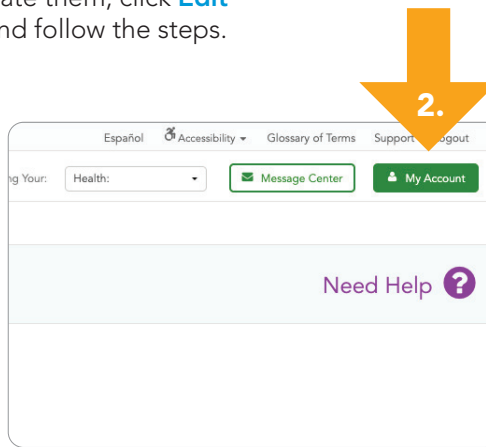 ate them, click Edit
nd follow the steps.
2.
Español Accessibility Glossary of Terms Support Logout
ng Your: Health: Message Center My Account
Need Help ?